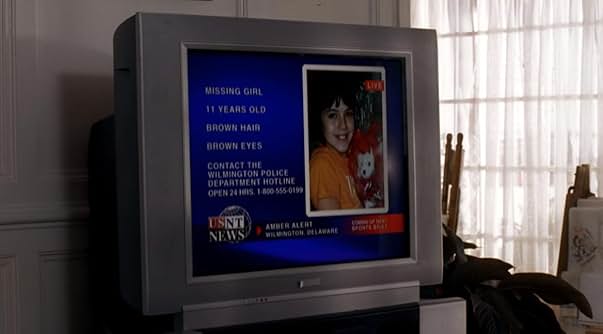 MISSING GIRL
11 YEARS OLD
BROWN HAIR
BROWN EYES
CONTACT THE
WILMINGTON POLICE
DEPARTMENT HOTLINE
OPEN 24 HRS. 1-800-555-0199
LIVE
USNT
NEWS
AMBER ALERT
WILMINGTON, DELAWARE
COMING UP NEXT
SPORTS BRIEF